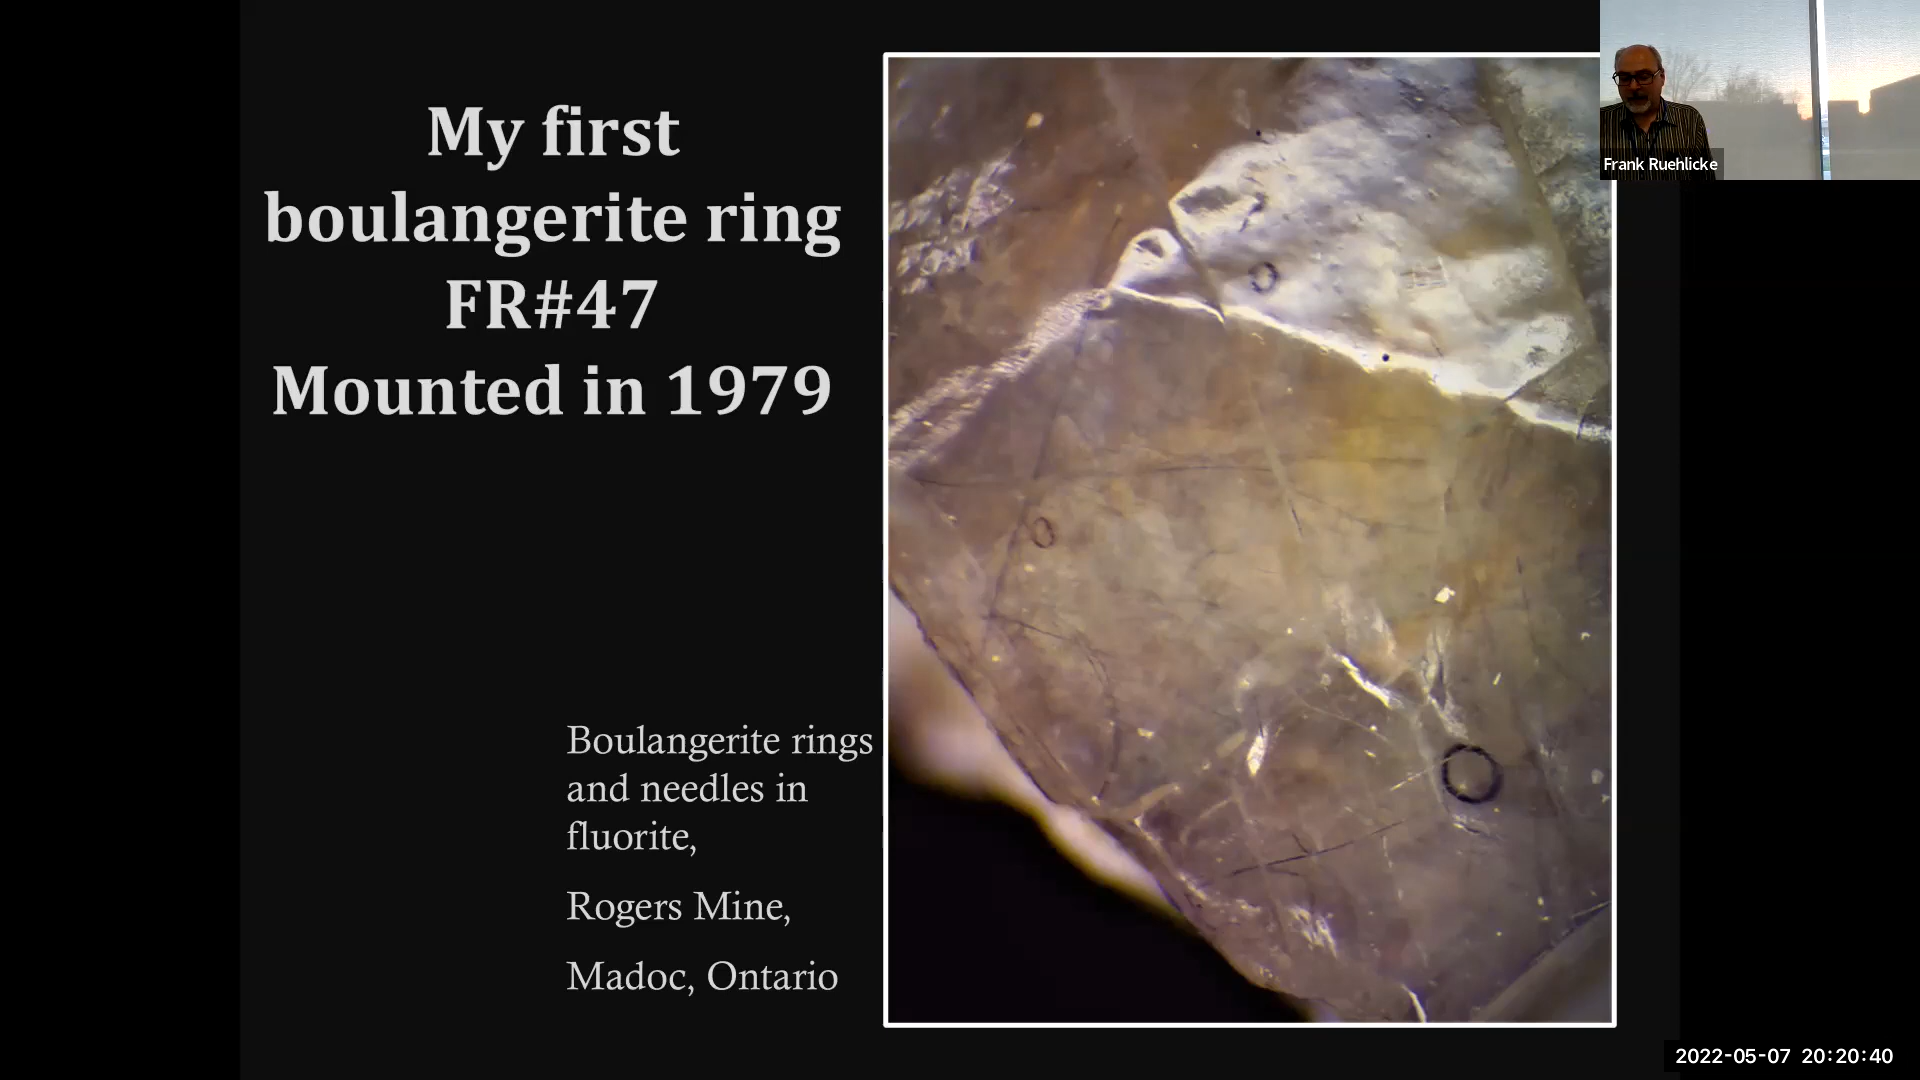 My first
boulangerite ring
FR#47
Mounted in 1979
Boulangerite rings
and needles in
fluorite,
Rogers Mine,
Madoc, Ontario
Frank Ruehlicke
2022-05-07 20:20:40